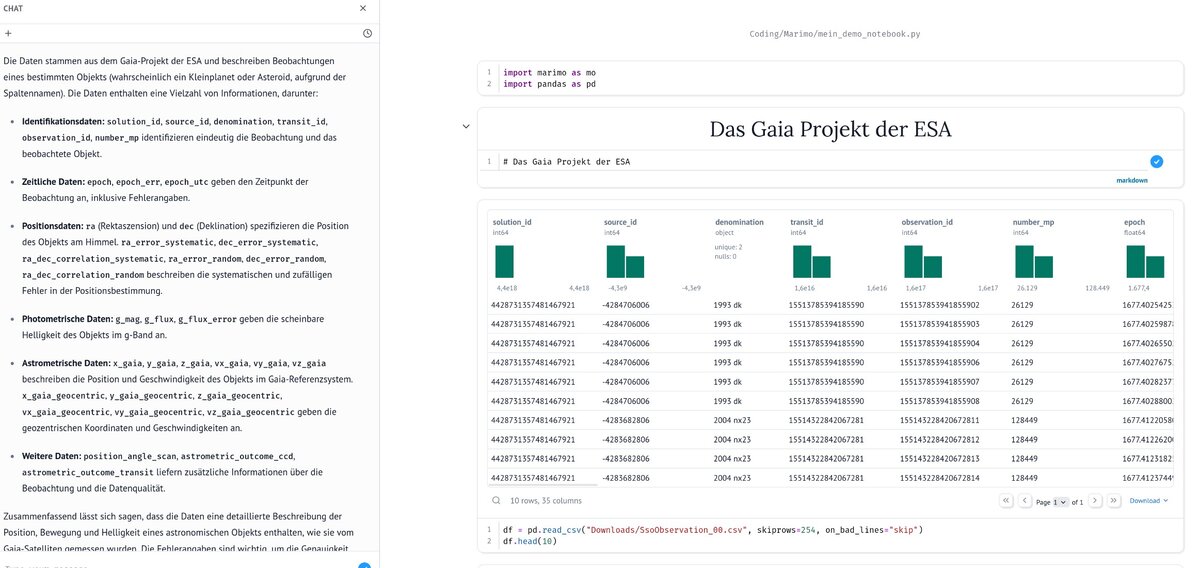 CHAT
Die Daten stammen aus dem Gaia-Projekt der ESA und beschreiben Beobachtungen
eines bestimmten Objekts (wahrscheinlich ein Kleinplanet oder Asteroid, aufgrund der
Spaltennamen). Die Daten enthalten eine Vielzahl von Informationen, darunter:
Identifikationsdaten: solution_id, source_id, denomination, transit_id,
observation_id, number_mp identifizieren eindeutig die Beobachtung und das
beobachtete Objekt.
Zeitliche Daten: epoch, epoch_err, epoch_utc geben den Zeitpunkt der
Beobachtung an, inklusive Fehlerangaben.
Positionsdaten: ra (Rektaszension) und dec (Deklination) spezifizieren die Position
des Objekts am Himmel. ra_error_systematic, dec_error_systematic,
ra_dec_correlation_systematic, ra_error_random, dec_error_random,
ra_dec_correlation_random beschreiben die systematischen und zufälligen
Fehler in der Positionsbestimmung.
Photometrische Daten: g_mag, g_flux, g_flux_error geben die scheinbare
Helligkeit des Objekts im g-Band an.
Astrometrische Daten: x_gaia, y_gaia, z_gaia, vx_gaia, vy_gaia, vz_gaia
beschreiben die Position und Geschwindigkeit des Objekts im Gaia-Referenzsystem.
x_gaia_geocentric, y_gaia_geocentric, z_gaia_geocentric,
vx_gaia_geocentric, vy_gaia_geocentric, vz_gaia_geocentric geben die
geozentrischen Koordinaten und Geschwindigkeiten an.
Weitere Daten: position_angle_scan, astrometric_outcome_ccd,
astrometric_outcome_transit liefern zusätzliche Informationen über die
Beobachtung und die Datenqualität.
Zusammenfassend lässt sich sagen, dass die Daten eine detaillierte Beschreibung der
Position, Bewegung und Helligkeit eines astronomischen Objekts enthalten, wie sie vom
Gaia-Satelliten gemessen wurden. Die Fehlerangaben sind wichtig, um die Genauigkeit
Coding/Marimo/mein_demo_notebook.py
1 import marimo as mo
2 import pandas as pd
Das Gaia Projekt der ESA
1 # Das Gaia Projekt der ESA
markdown
solution_id source_id denomination transit_id observation_id number_mp epoch
int64 int64 object int64 int64 int64 float64
unique: 2
nulls: 0
4,4e18 4,4e18 -4,3e9 -4,3e9 1,6e16 1,6e16 1,6e17 1,6e17 26.129 128.449 1.677,4
4428731357481467921 -4284706006 1993 dk 15513785394185590 155137853941855902 26129 1677.4025425
4428731357481467921 -4284706006 1993 dk 15513785394185590 155137853941855903 26129 1677.4025987
4428731357481467921 -4284706006 1993 dk 15513785394185590 155137853941855904 26129 1677.4026550
4428731357481467921 -4284706006 1993 dk 15513785394185590 155137853941855906 26129 1677.4027675
4428731357481467921 -4284706006 1993 dk 15513785394185590 155137853941855907 26129 1677.4028237
4428731357481467921 -4284706006 1993 dk 15513785394185590 155137853941855908 26129 1677.4028800
4428731357481467921 -4283682806 2004 nx23 15514322842067281 155143228420672811 128449 1677.4122058
4428731357481467921 -4283682806 2004 nx23 15514322842067281 155143228420672812 128449 1677.4122620
4428731357481467921 -4283682806 2004 nx23 15514322842067281 155143228420672813 128449 1677.4123182
4428731357481467921 -4283682806 2004 nx23 15514322842067281 155143228420672814 128449 1677.4123744
10 rows, 35 columns Page 1 of 1 Download
1 df = pd.read_csv("Downloads/SsoObservation_00.csv", skiprows=254, on_bad_lines="skip")
2 df.head(10)